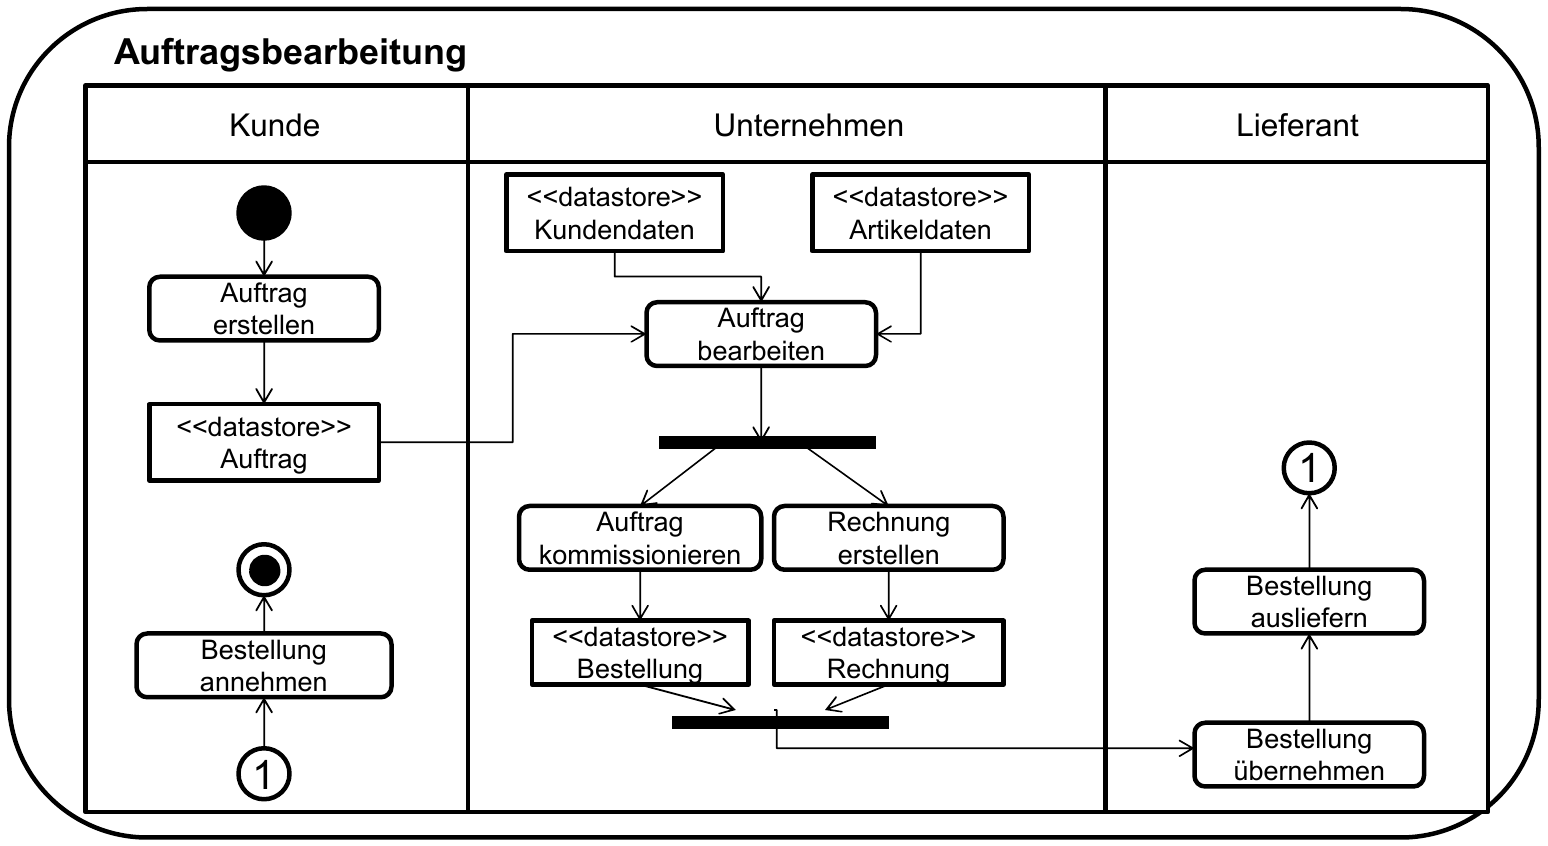 Auftragsbearbeitung
Kunde
Unternehmen
Lieferant
<<datastore>>
Kundendaten
<<datastore>>
Artikeldaten
Auftrag
erstellen
Auftrag
bearbeiten
<<datastore>>
Auftrag
1
Auftrag
kommissionieren
Rechnung
erstellen
Bestellung
ausliefern
<<datastore>>
Bestellung
<<datastore>>
Rechnung
Bestellung
annehmen
Bestellung
übernehmen
1